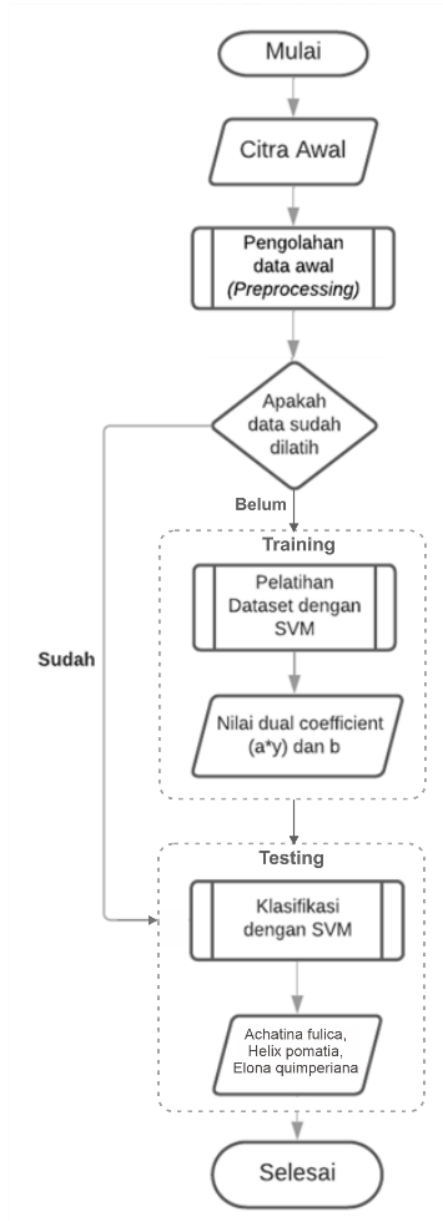 Mulai
Citra Awal
Pengolahan
data awal
(Preprocessing)
Apakah
data sudah
dilatih
Belum
Training
Pelatihan
Dataset dengan
SVM
Sudah
Nilai dual coefficient
(a*y) dan b
Testing
Klasifikasi
dengan SVM
Achatina fulica,
Helix pomatia,
Elona quimperiana
Selesai